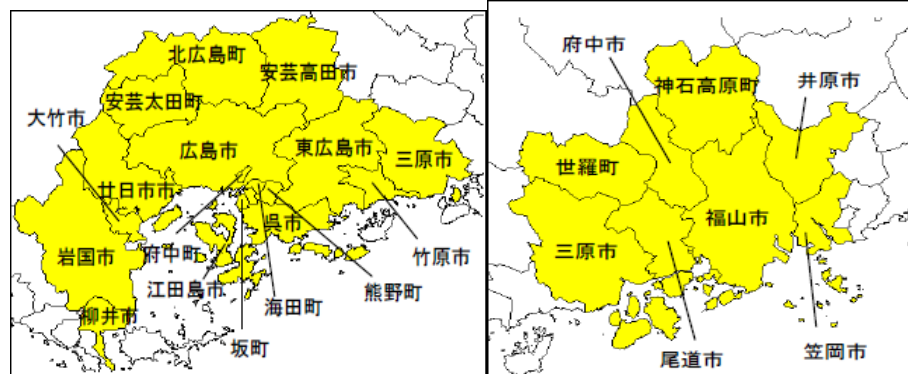 北広島町
安芸高田市
安芸太田町
大竹市
広島市
東広島市
三原市
廿日市市
呉市
岩国市
府中町
竹原市
江田島市
海田町
熊野町
柳井市
坂町
府中市
神石高原町
井原市
世羅町
福山市
三原市
尾道市
笠岡市